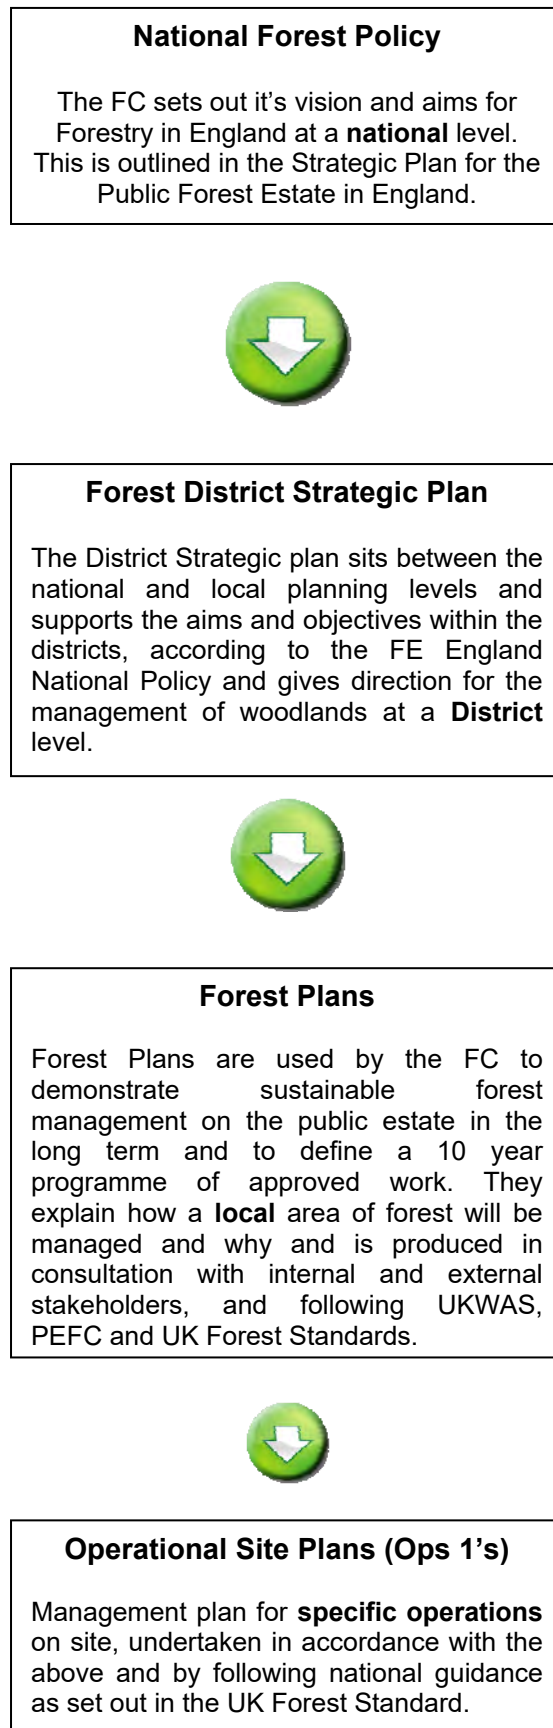 National Forest Policy
The FC sets out it's vision and aims for
Forestry in England at a national level.
This is outlined in the Strategic Plan for the
Public Forest Estate in England.
Forest District Strategic Plan
The District Strategic plan sits between the
national and local planning levels and
supports the aims and objectives within the
districts, according to the FE England
National Policy and gives direction for the
management of woodlands at a District
level.
Forest Plans
Forest Plans are used by the FC to
demonstrate sustainable forest
management on the public estate in the
long term and to define a 10 year
programme of approved work. They
explain how a local area of forest will be
managed and why and is produced in
consultation with internal and external
stakeholders, and following UKWAS,
PEFC and UK Forest Standards.
Operational Site Plans (Ops 1's)
Management plan for specific operations
on site, undertaken in accordance with the
above and by following national guidance
as set out in the UK Forest Standard.